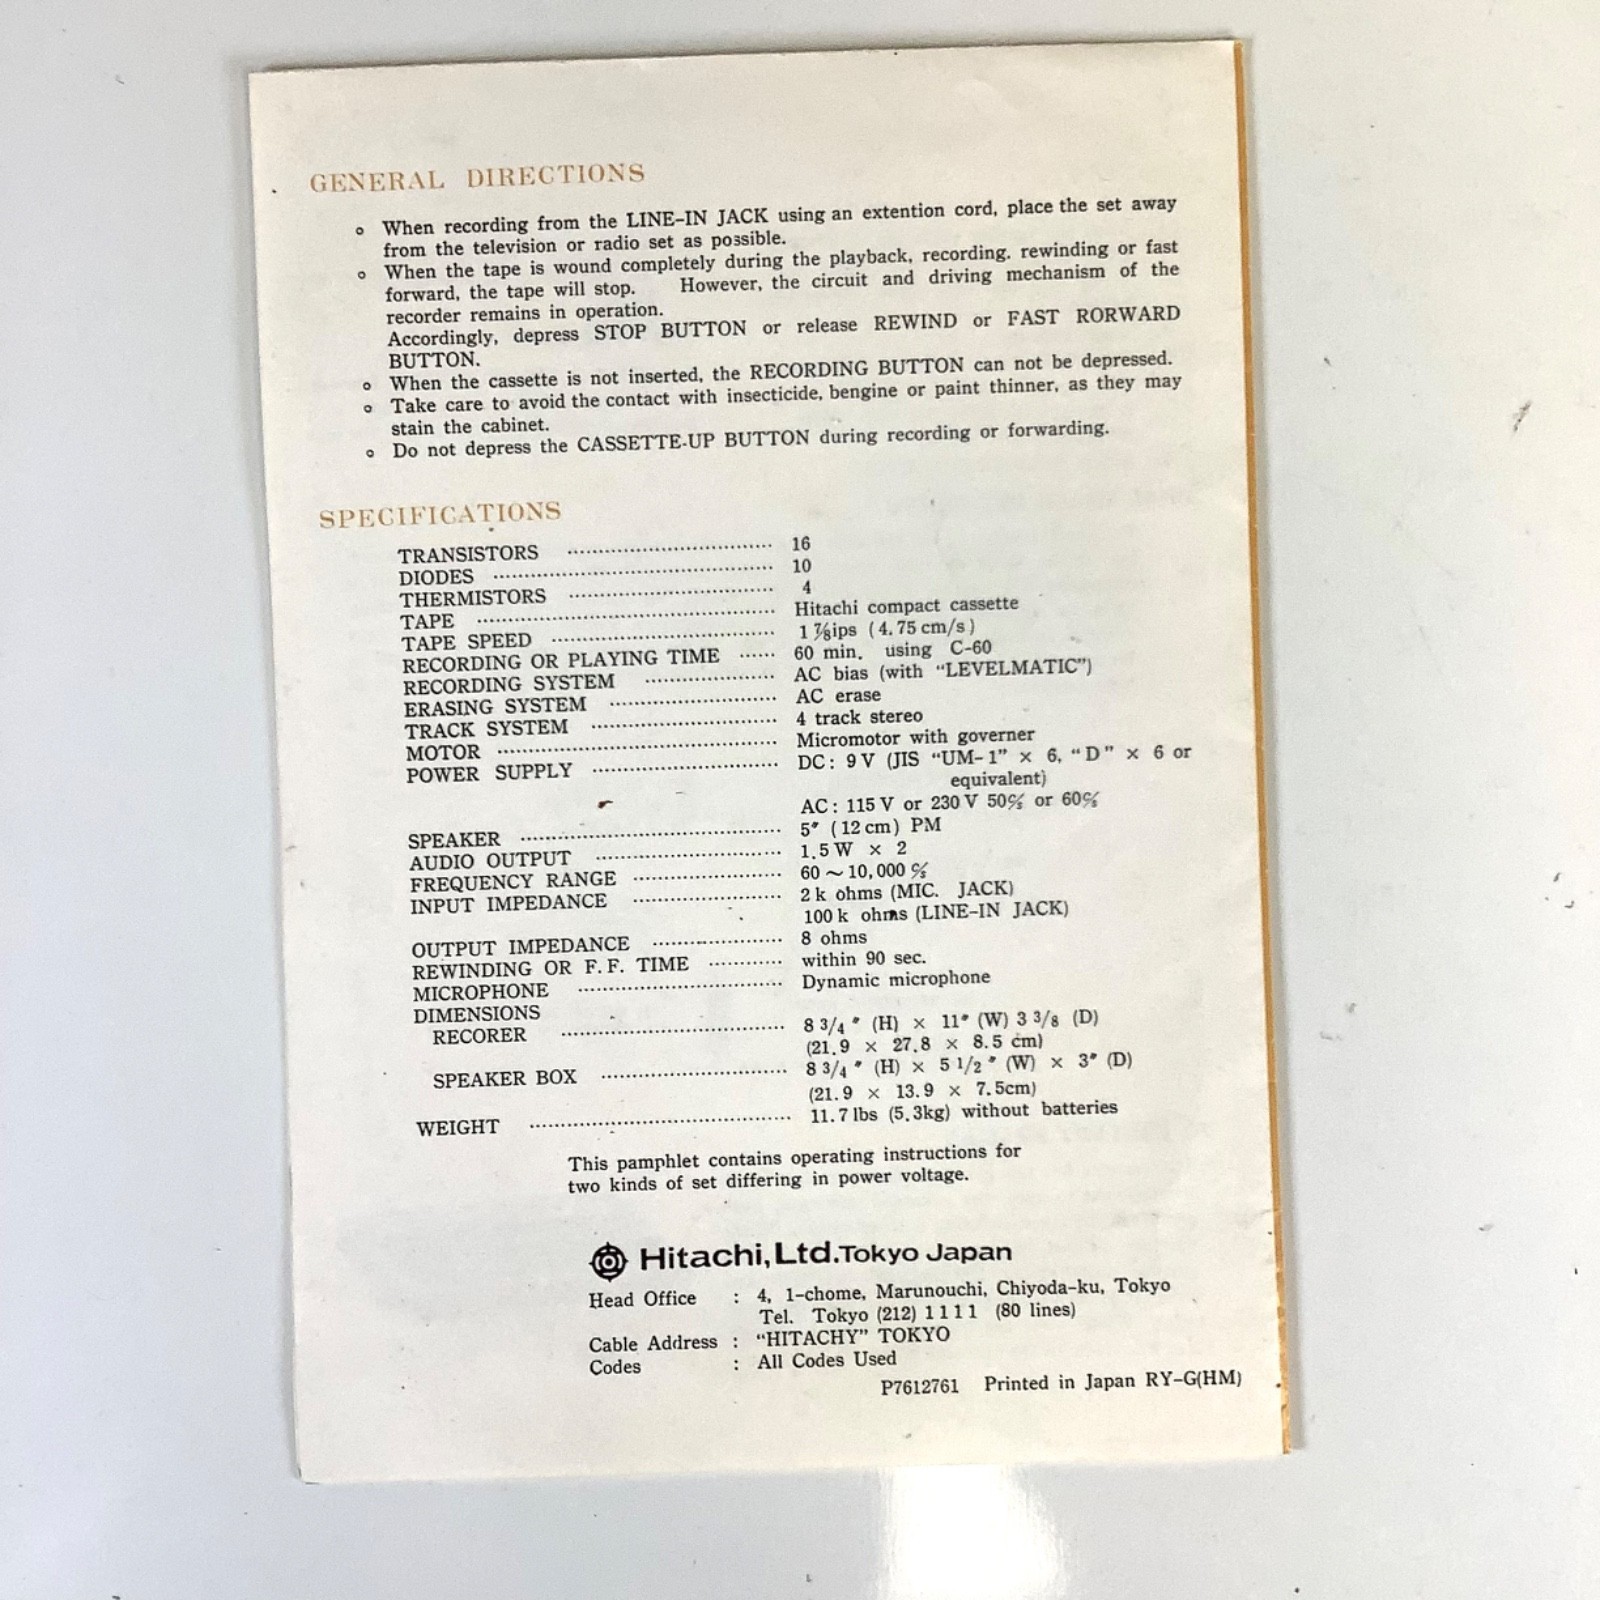 GENERAL DIRECTIONS
o When recording from the LINE-IN JACK using an extention cord, place the set away
from the television or radio set as possible.
o When the tape is wound completely during the playback, recording. rewinding or fast
forward, the tape will stop. However, the circuit and driving mechanism of the
recorder remains in operation.
Accordingly, depress STOP BUTTON or release REWIND or FAST RORWARD
BUTTON.
o When the cassette is not inserted, the RECORDING BUTTON can not be depressed.
o Take care to avoid the contact with insecticide, bengine or paint thinner, as they may
stain the cabinet.
o Do not depress the CASSETTE-UP BUTTON during recording or forwarding.
SPECIFICATIONS
TRANSISTORS ........ 16
DIODES ........ 10
THERMISTORS ........ 4
TAPE ........ Hitachi compact cassette
TAPE SPEED ........ 1 ⅞ips (4.75 cm/s)
RECORDING OR PLAYING TIME ...... 60 min. using C-60
RECORDING SYSTEM ........ AC bias (with “LEVELMATIC”)
ERASING SYSTEM ........ AC erase
TRACK SYSTEM ........ 4 track stereo
MOTOR ........ Micromotor with governer
POWER SUPPLY ........ DC: 9 V (JIS “UM-1” × 6, “D” × 6 or
equivalent)
AC: 115 V or 230 V 50c/s or 60c/s
SPEAKER ........ 5″ (12 cm) PM
AUDIO OUTPUT ........ 1.5 W × 2
FREQUENCY RANGE ........ 60 ~ 10,000 c/s
INPUT IMPEDANCE ........ 2 k ohms (MIC. JACK)
100 k ohms (LINE-IN JACK)
OUTPUT IMPEDANCE ........ 8 ohms
REWINDING OR F.F. TIME ........ within 90 sec.
MICROPHONE ........ Dynamic microphone
DIMENSIONS
RECORER ........ 8 3/4 ″ (H) × 11″ (W) 3 3/8 (D)
(21.9 × 27.8 × 8.5 cm)
SPEAKER BOX ........ 8 3/4 ″ (H) × 5 1/2 ″ (W) × 3″ (D)
(21.9 × 13.9 × 7.5cm)
WEIGHT ........ 11.7 lbs (5.3kg) without batteries
This pamphlet contains operating instructions for
two kinds of set differing in power voltage.
Hitachi, Ltd. Tokyo Japan
Head Office : 4, 1-chome, Marunouchi, Chiyoda-ku, Tokyo
Tel. Tokyo (212) 1111 (80 lines)
Cable Address : “HITACHY” TOKYO
Codes : All Codes Used
P7612761 Printed in Japan RY-G(HM)